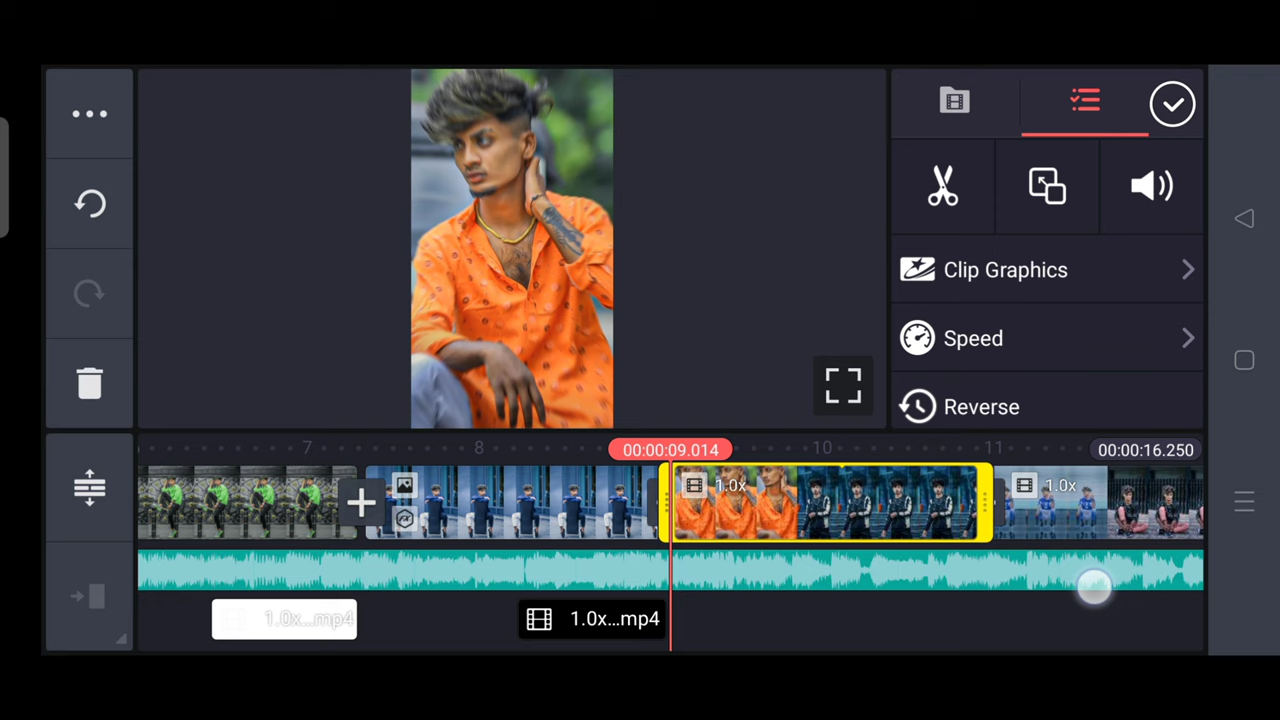 Clip Graphics
Speed
Reverse
7
8
00:00:09.014
10
11
00:00:16.250
1.0x
1.0x
1.0x...mp4
1.0x...mp4